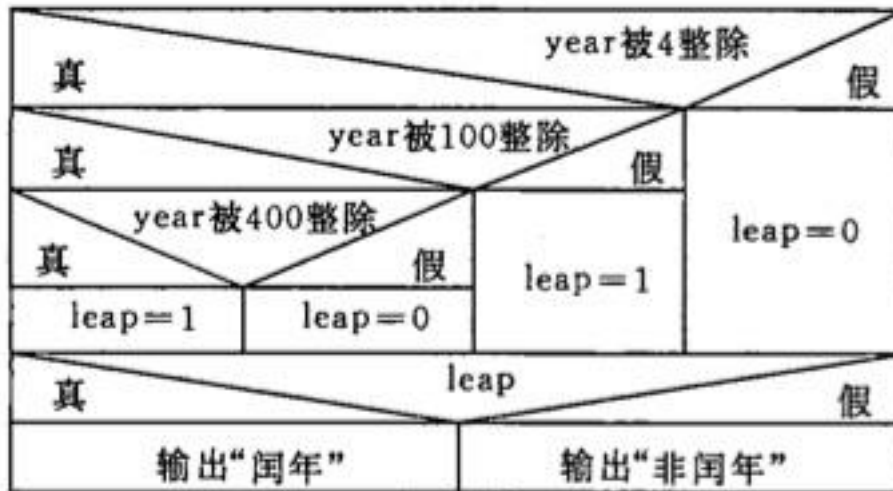 year被4整除
真 假
year被100整除
真 假
year被400整除
leap＝0
真 假
leap＝1
leap＝1 leap＝0
leap
真 假
输出“闰年” 输出“非闰年”